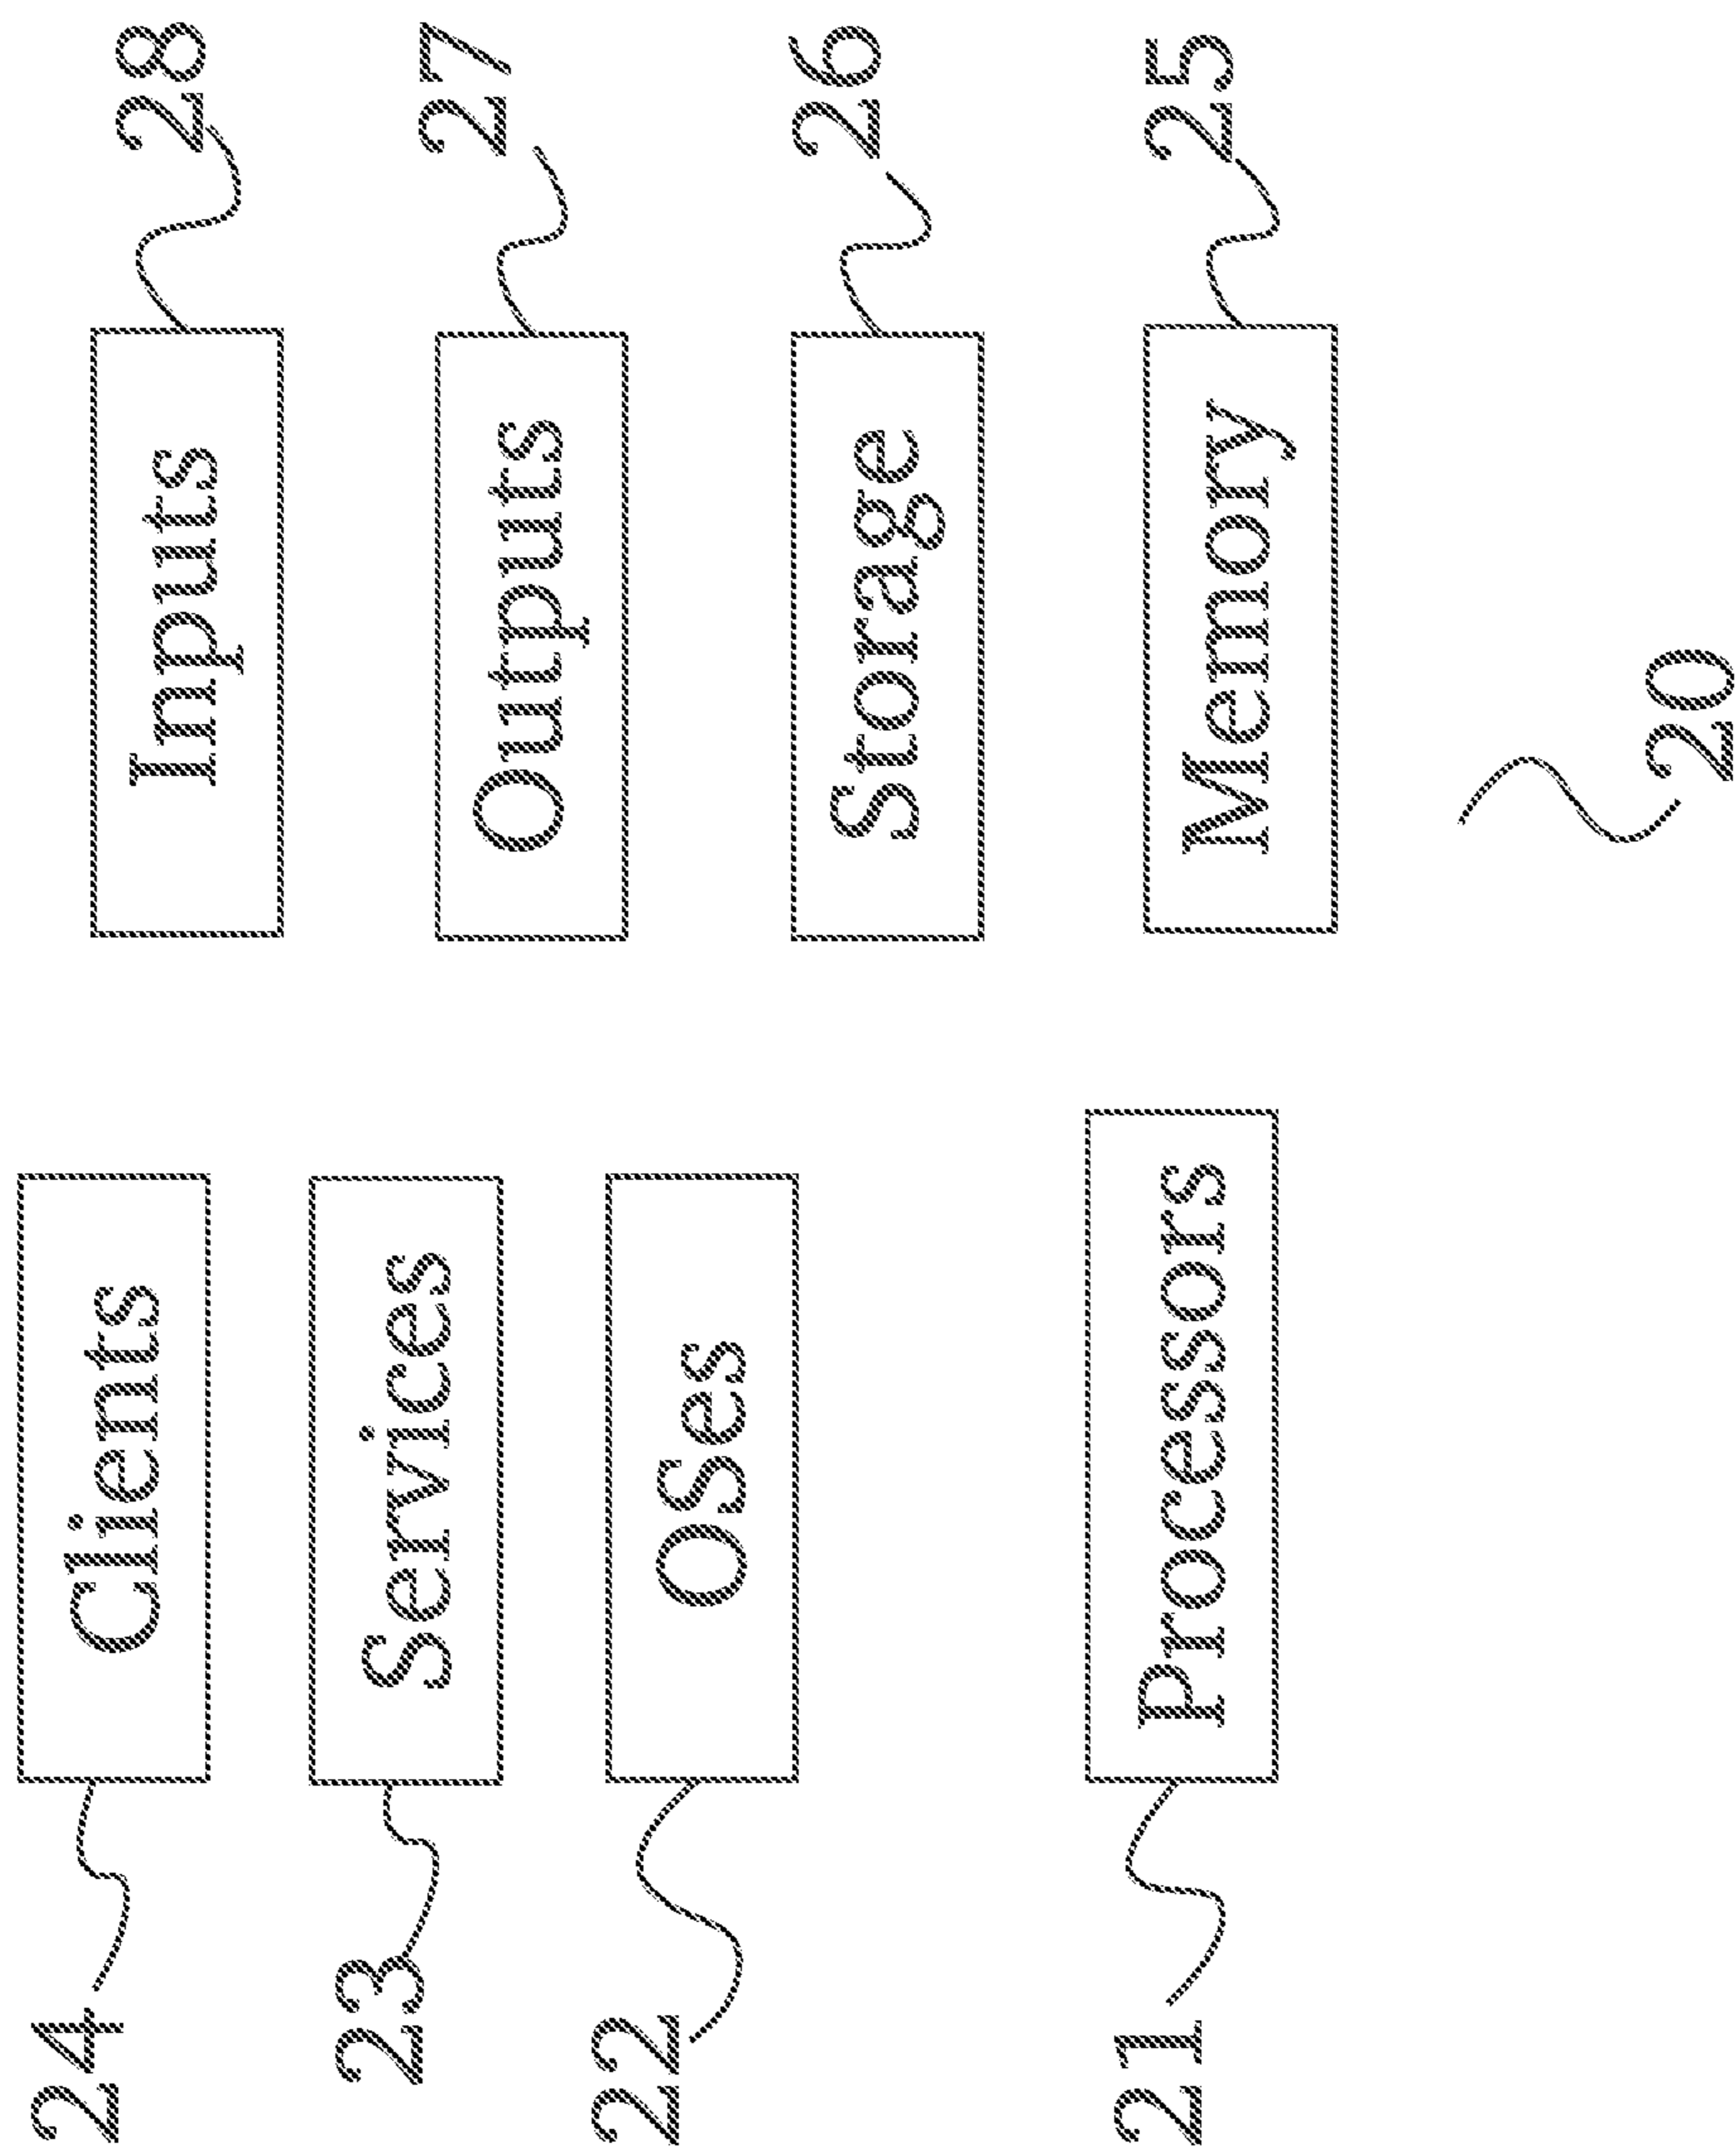 24 Clients Inputs 28
23 Services Outputs 27
22 OSes Storage 26
21 Processors Memory 25
20